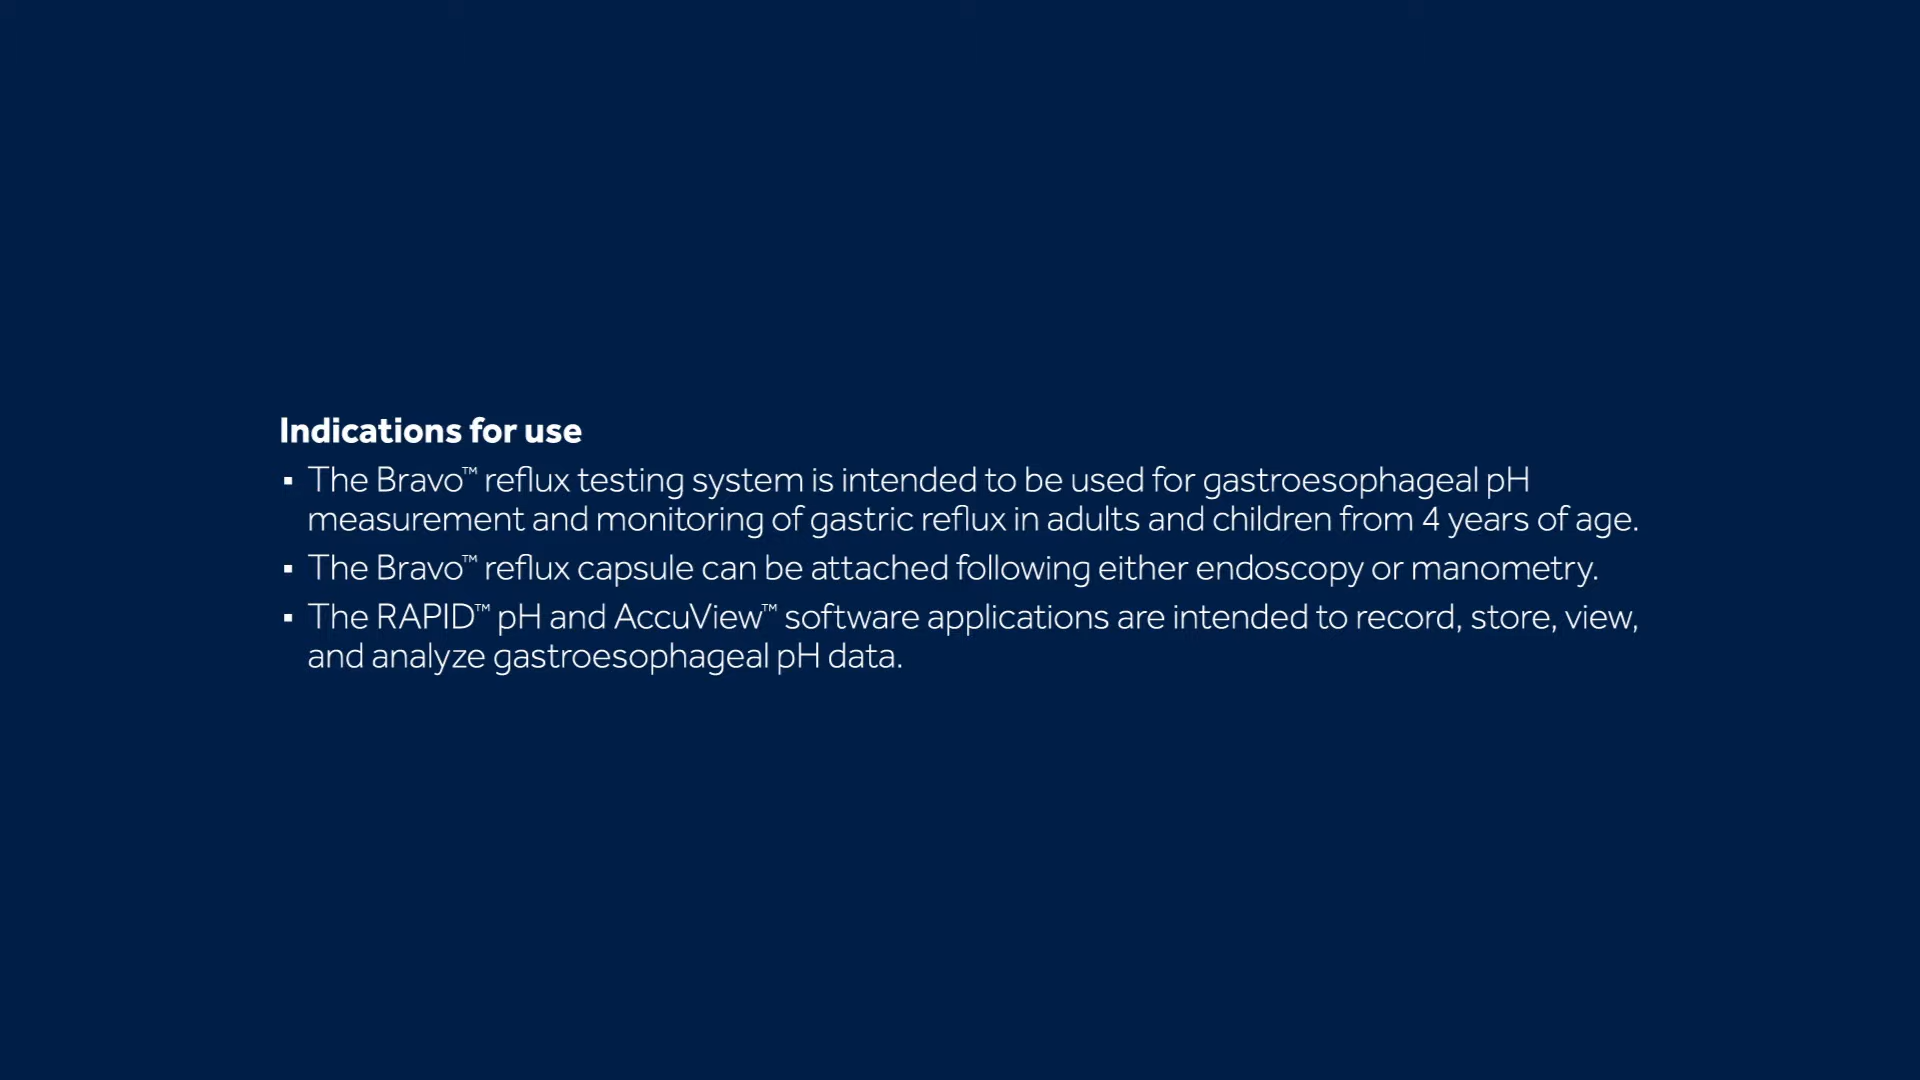 Indications for use
▪ The Bravo™ reflux testing system is intended to be used for gastroesophageal pH
measurement and monitoring of gastric reflux in adults and children from 4 years of age.
▪ The Bravo™ reflux capsule can be attached following either endoscopy or manometry.
▪ The RAPID™ pH and AccuView™ software applications are intended to record, store, view,
and analyze gastroesophageal pH data.